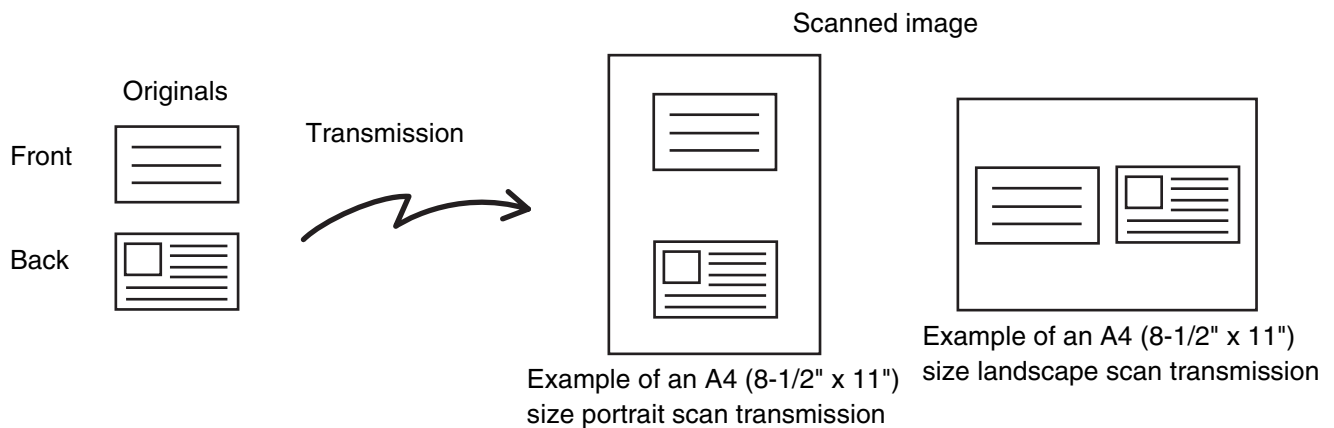 Scanned image
Originals
Front
Transmission
Back
Example of an A4 (8-1/2" x 11")
size portrait scan transmission
Example of an A4 (8-1/2" x 11")
size landscape scan transmission